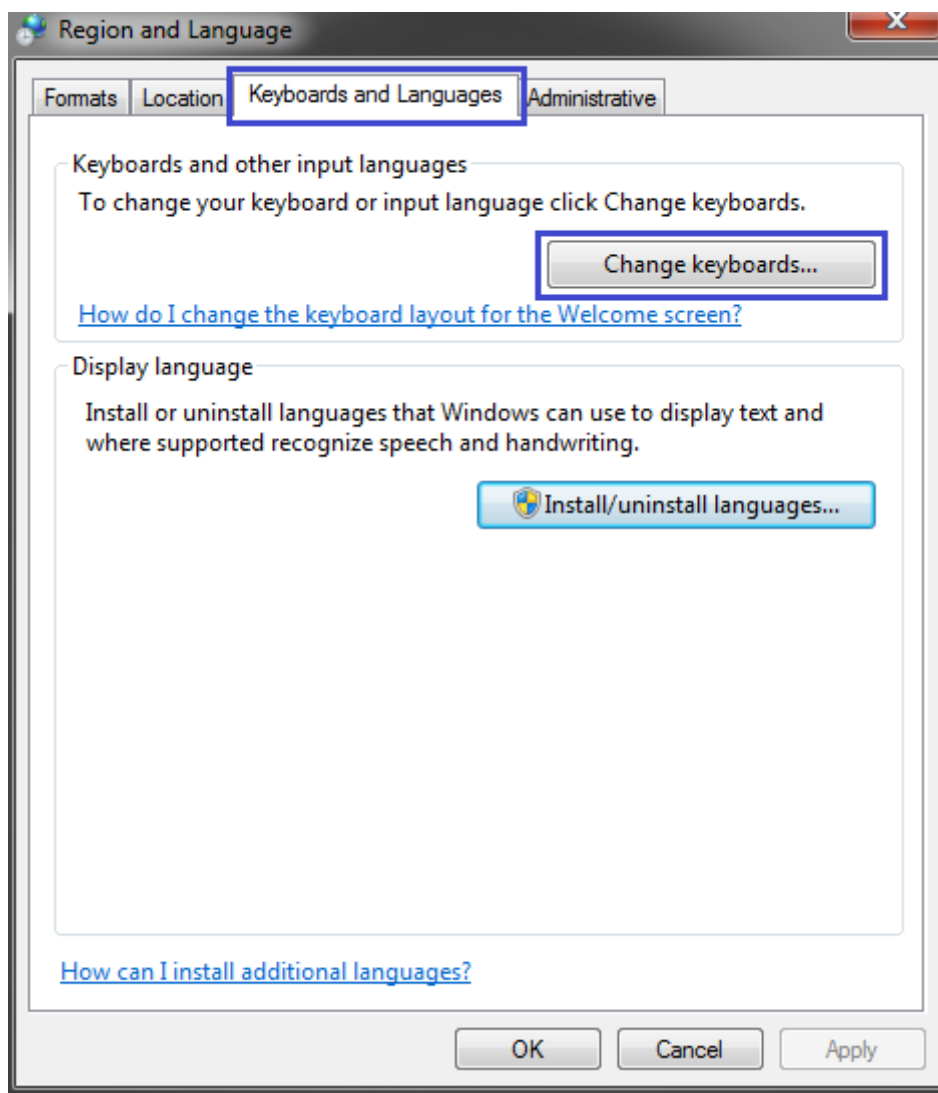 Region and Language
Formats
Location
Keyboards and Languages
Administrative
Keyboards and other input languages
To change your keyboard or input language click Change keyboards.
Change keyboards...
How do I change the keyboard layout for the Welcome screen?
Display language
Install or uninstall languages that Windows can use to display text and
where supported recognize speech and handwriting.
Install/uninstall languages...
How can I install additional languages?
OK
Cancel
Apply